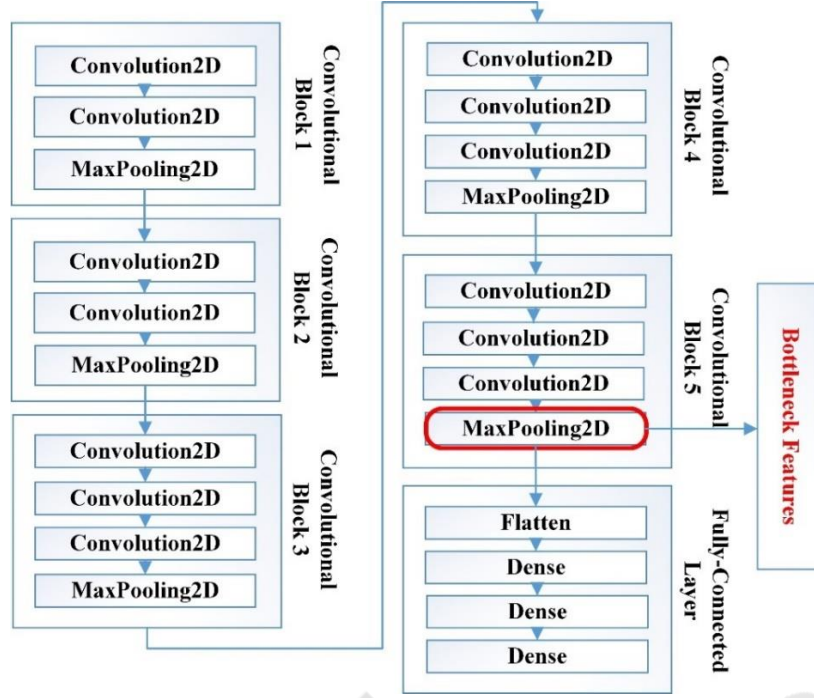 Convolution2D
Convolution2D
MaxPooling2D
Convolutional
Block 1
Convolution2D
Convolution2D
MaxPooling2D
Convolutional
Block 2
Convolution2D
Convolution2D
Convolution2D
MaxPooling2D
Convolutional
Block 3
Convolution2D
Convolution2D
Convolution2D
MaxPooling2D
Convolutional
Block 4
Convolution2D
Convolution2D
Convolution2D
MaxPooling2D
Convolutional
Block 5
Bottleneck Features
Flatten
Dense
Dense
Dense
Fully-Connected
Layer